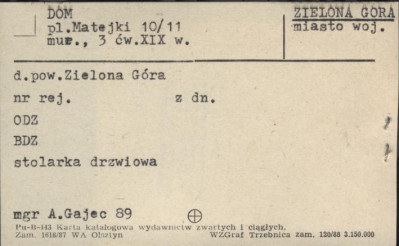 DOM
pl.Matejki 10/11
mur., 3 ćw.XIX w.
ZIELONA GÓRA
miasto woj.
d.pow.Zielona Góra
nr rej. z dn.
ODZ
BDZ
stolarka drzwiowa
mgr A.Gajec 89
Pu-B-443 Karta katalogowa wydawnictw zwartych i ciągłych.
Zam. 1618/87 WA Olsztyn WZGraf Trzebnica zam. 120/88 2.150.000